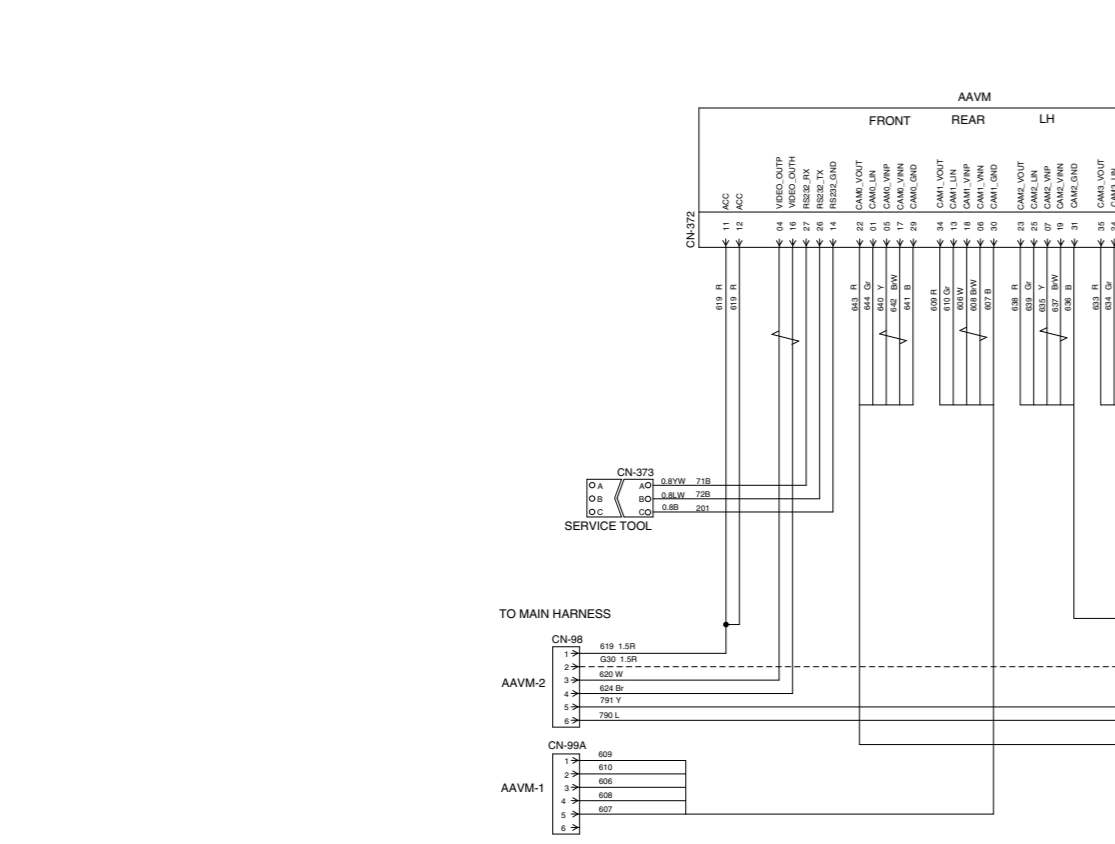 AAVM
FRONT REAR LH
ACC
ACC
VIDEO_OUTP
VIDEO_OUTH
RS232_RX
RS232_TX
RS232_GND
CAM0_VOUT
CAM0_LIN
CAM0_VINP
CAM0_VINN
CAM0_GND
CAM1_VOUT
CAM1_LIN
CAM1_VINP
CAM1_VNN
CAM1_GND
CAM2_VOUT
CAM2_LIN
CAM2_VNP
CAM2_VINN
CAM2_GND
CAM3_VOUT
CN-372
11 12 04 16 27 26 14 22 01 05 17 29 34 13 18 06 30 23 25 07 19 31 35
619 R
619 R
643 R
644 Gr
640 Y
642 BrW
641 B
609 R
610 Gr
606 W
608 BrW
607 B
638 R
639 Gr
635 Y
637 BrW
636 B
633 R
634 Gr
CN-373
A A 0.8YW 71B
B B 0.8LW 72B
C C 0.8B 201
SERVICE TOOL
TO MAIN HARNESS
CN-98
1 619 1.5R
2 G30 1.5R
AAVM-2
3 620 W
4 624 Br
5 791 Y
6 790 L
CN-99A
1 609
2 610
AAVM-1
3 606
4 608
5 607
6